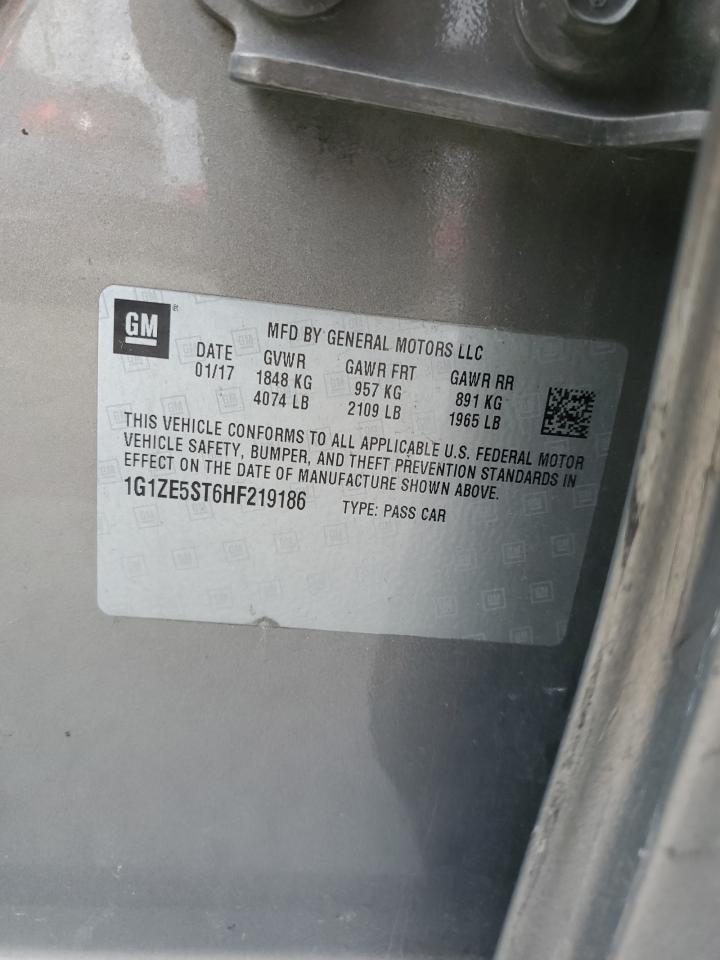 GM
MFD BY GENERAL MOTORS LLC
DATE GVWR GAWR FRT GAWR RR
01/17 1848 KG 957 KG 891 KG
4074 LB 2109 LB 1965 LB
THIS VEHICLE CONFORMS TO ALL APPLICABLE U.S. FEDERAL MOTOR
VEHICLE SAFETY, BUMPER, AND THEFT PREVENTION STANDARDS IN
EFFECT ON THE DATE OF MANUFACTURE SHOWN ABOVE.
1G1ZE5ST6HF219186 TYPE: PASS CAR